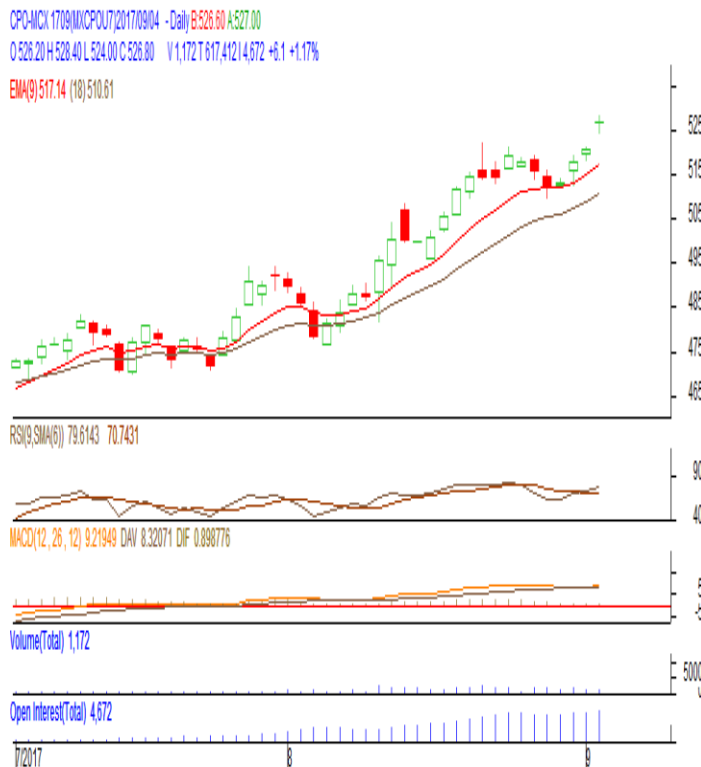 CPO-MCX 1709(MXCPOU7)2017/09/04 - Daily B:526.60 A:527.00
O 526.20 H 528.40 L 524.00 C 526.80 V 1,172 T 617,412 I 4,672 +6.1 +1.17%
EMA(9) 517.14 (18) 510.61
525
515
505
495
485
475
465
RSI(9,SMA(6)) 79.6143 70.7431
90
40
MACD(12 , 26 , 12) 9.21949 DAV 8.32071 DIF 0.898776
5
-5
Volume(Total) 1,172
5000
Open Interest(Total) 4,672
7/2017 8 9